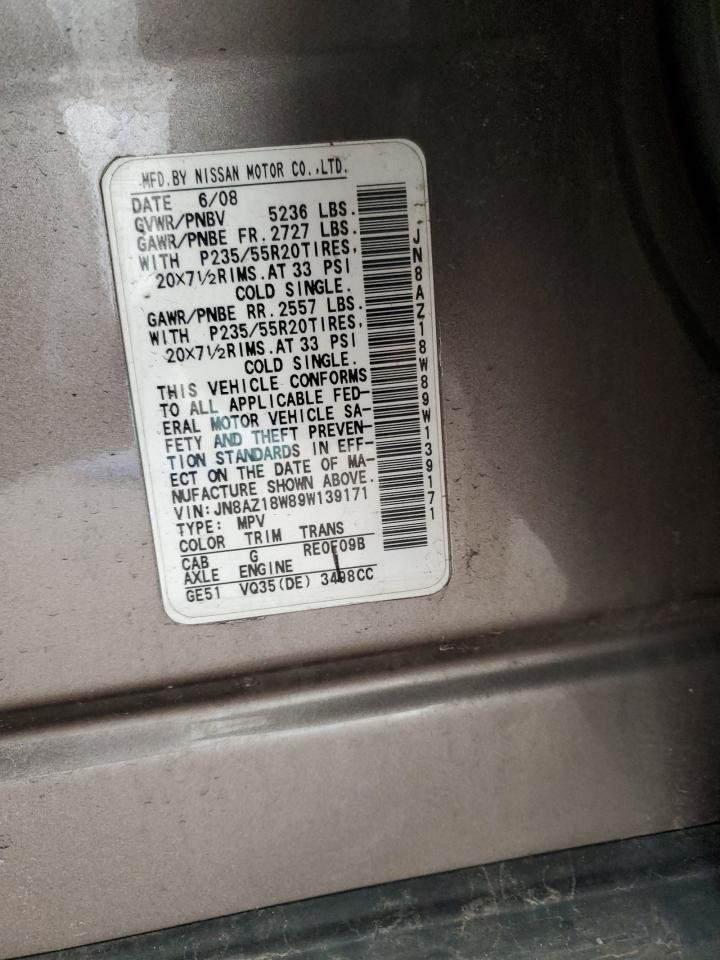 MFD.BY NISSAN MOTOR CO.,LTD.
DATE 6/08
GVWR/PNBV 5236 LBS.
GAWR/PNBE FR. 2727 LBS.
WITH P235/55R20TIRES,
20X7½RIMS.AT 33 PSI
COLD SINGLE.
GAWR/PNBE RR. 2557 LBS.
WITH P235/55R20TIRES,
20X7½RIMS.AT 33 PSI
COLD SINGLE.
THIS VEHICLE CONFORMS
TO ALL APPLICABLE FED-
ERAL MOTOR VEHICLE SA-
FETY AND THEFT PREVEN-
TION STANDARDS IN EFF-
ECT ON THE DATE OF MA-
NUFACTURE SHOWN ABOVE.
VIN: JN8AZ18W89W139171
TYPE: MPV
COLOR TRIM TRANS
CAB G RE0F09B
AXLE ENGINE
GE51 VQ35(DE) 3498CC
JN8AZ18W89W139171